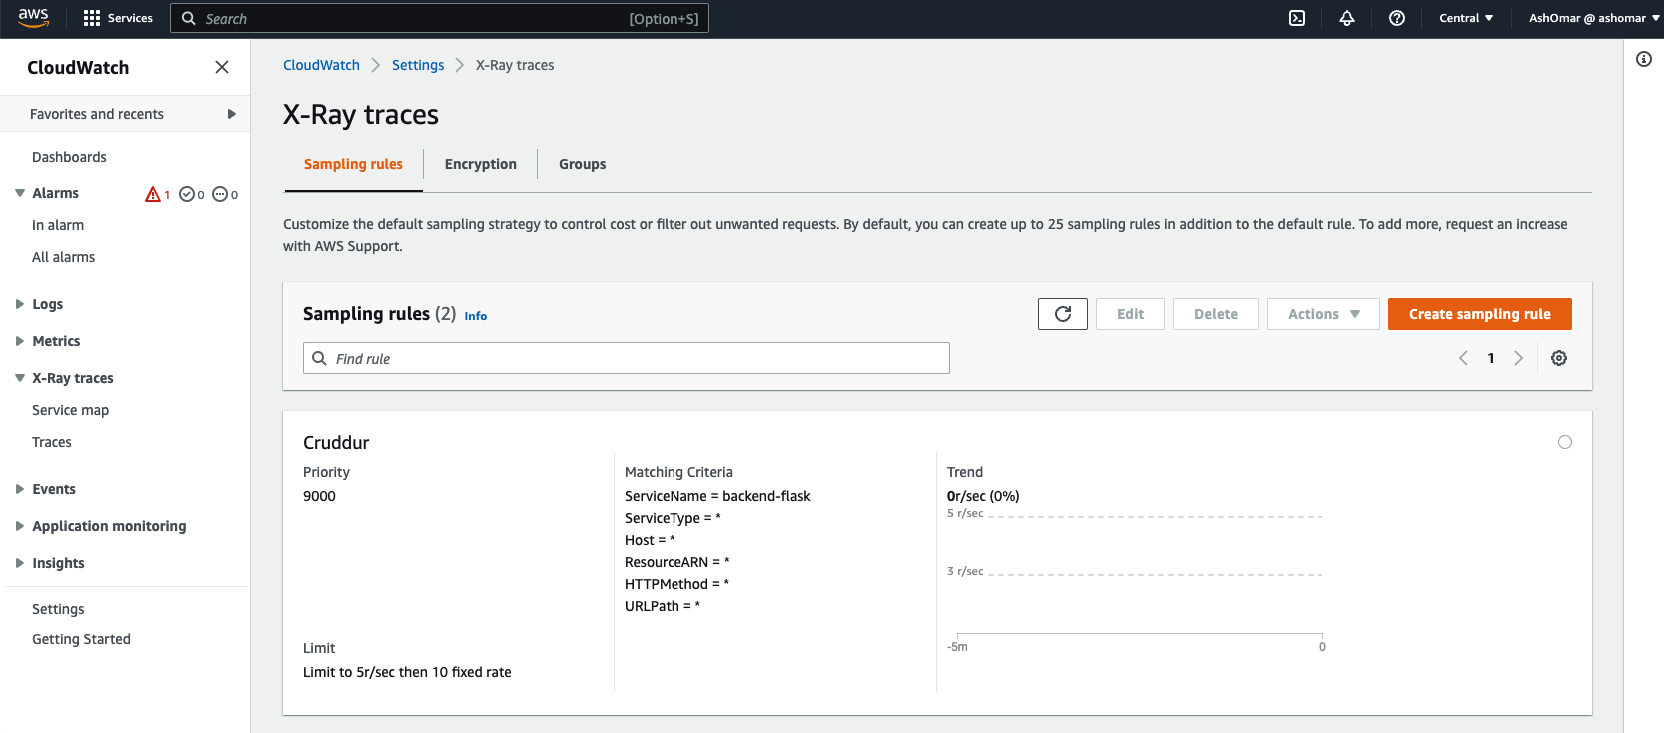 aws
Services
Search
[Option+S]
Central
AshOmar @ ashomar
CloudWatch
Favorites and recents
Dashboards
Alarms
1
0
0
In alarm
All alarms
Logs
Metrics
X-Ray traces
Service map
Traces
Events
Application monitoring
Insights
Settings
Getting Started
CloudWatch
Settings
X-Ray traces
X-Ray traces
Sampling rules
Encryption
Groups
Customize the default sampling strategy to control cost or filter out unwanted requests. By default, you can create up to 25 sampling rules in addition to the default rule. To add more, request an increase
with AWS Support.
Sampling rules (2) Info
Edit
Delete
Actions
Create sampling rule
Find rule
1
Cruddur
Priority
9000
Limit
Limit to 5r/sec then 10 fixed rate
Matching Criteria
ServiceName = backend-flask
ServiceType = *
Host = *
ResourceARN = *
HTTPMethod = *
URLPath = *
Trend
0r/sec (0%)
5 r/sec
3 r/sec
-5m
0